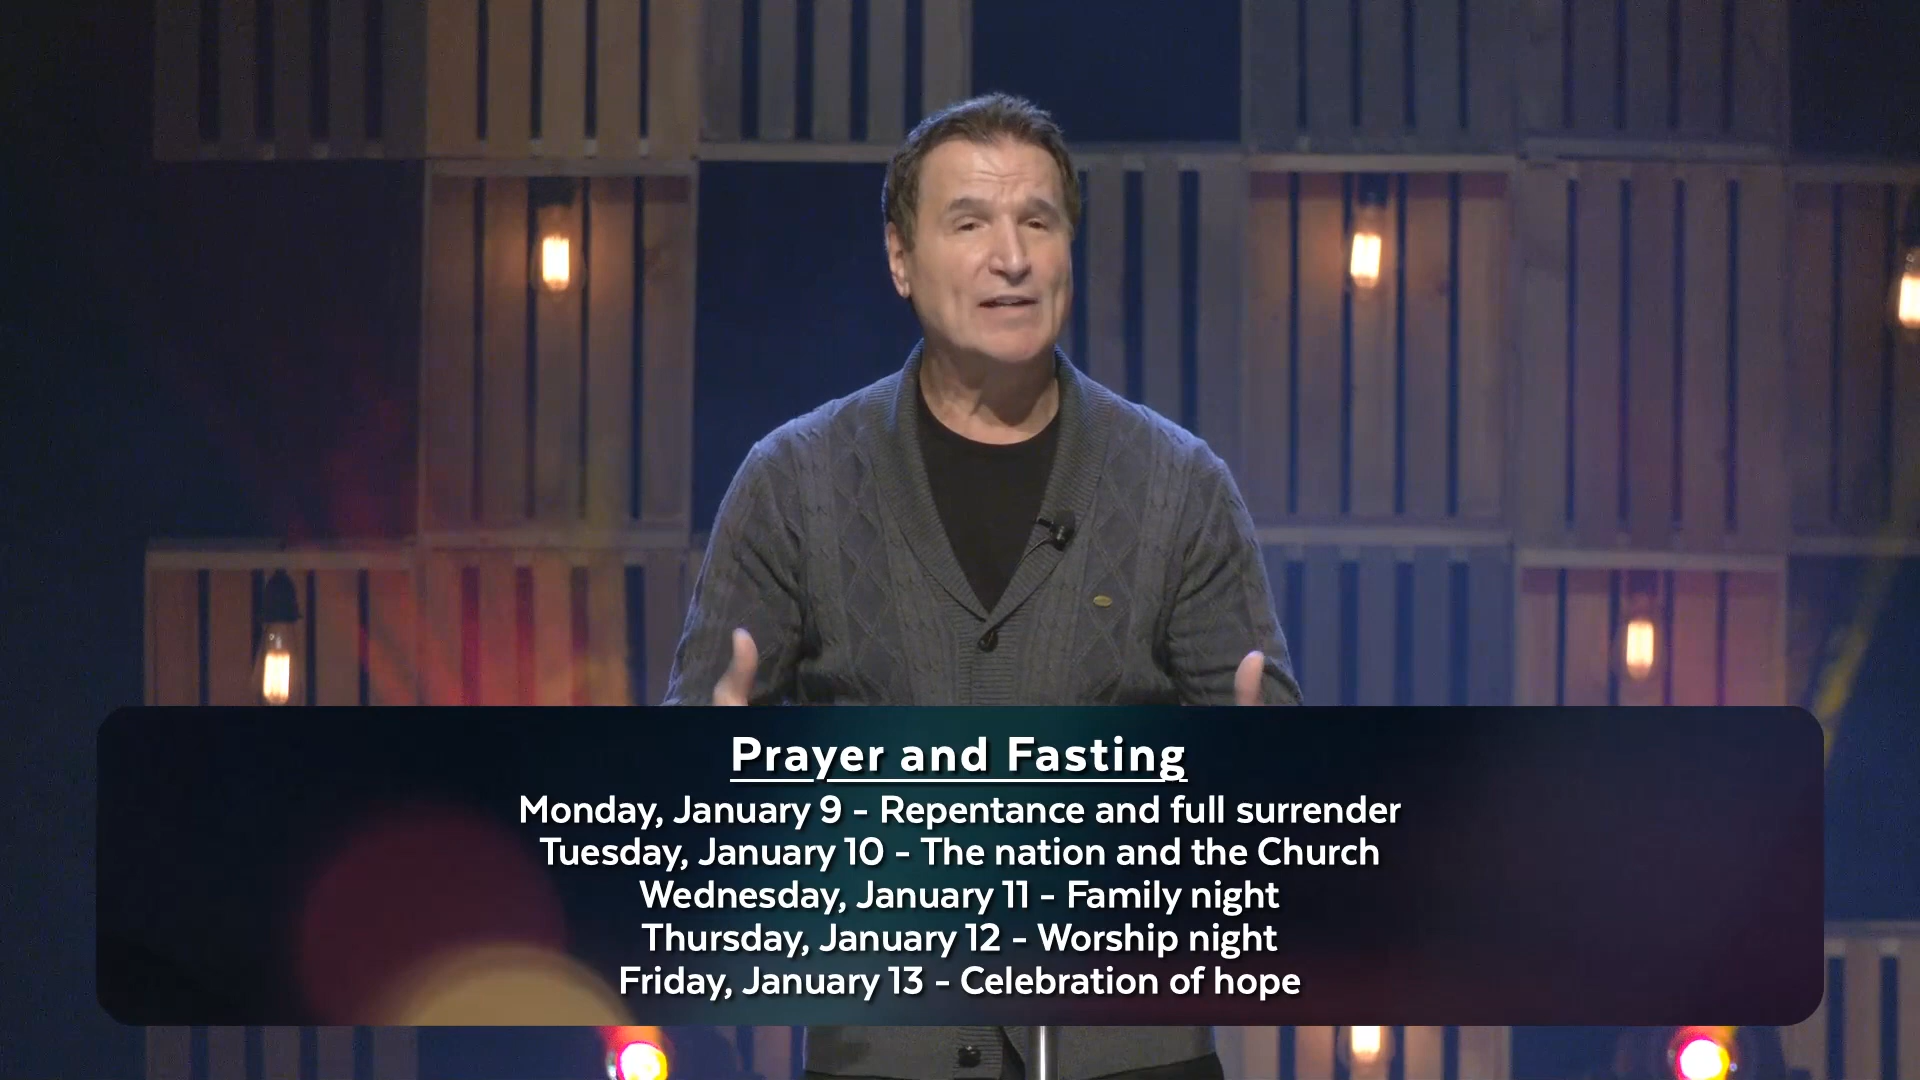 Prayer and Fasting
Monday, January 9 - Repentance and full surrender
Tuesday, January 10 - The nation and the Church
Wednesday, January 11 - Family night
Thursday, January 12 - Worship night
Friday, January 13 - Celebration of hope